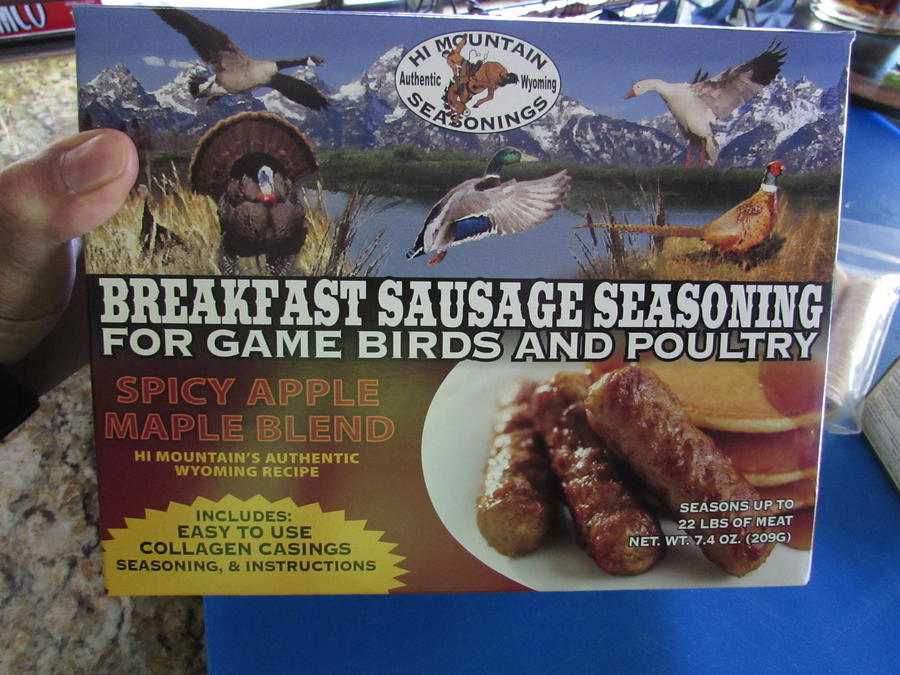 HI MOUNTAIN
Authentic Wyoming
SEASONINGS
BREAKFAST SAUSAGE SEASONING
FOR GAME BIRDS AND POULTRY
SPICY APPLE
MAPLE BLEND
HI MOUNTAIN'S AUTHENTIC
WYOMING RECIPE
INCLUDES:
EASY TO USE
COLLAGEN CASINGS
SEASONING, & INSTRUCTIONS
SEASONS UP TO
22 LBS OF MEAT
NET. WT. 7.4 OZ. (209G)